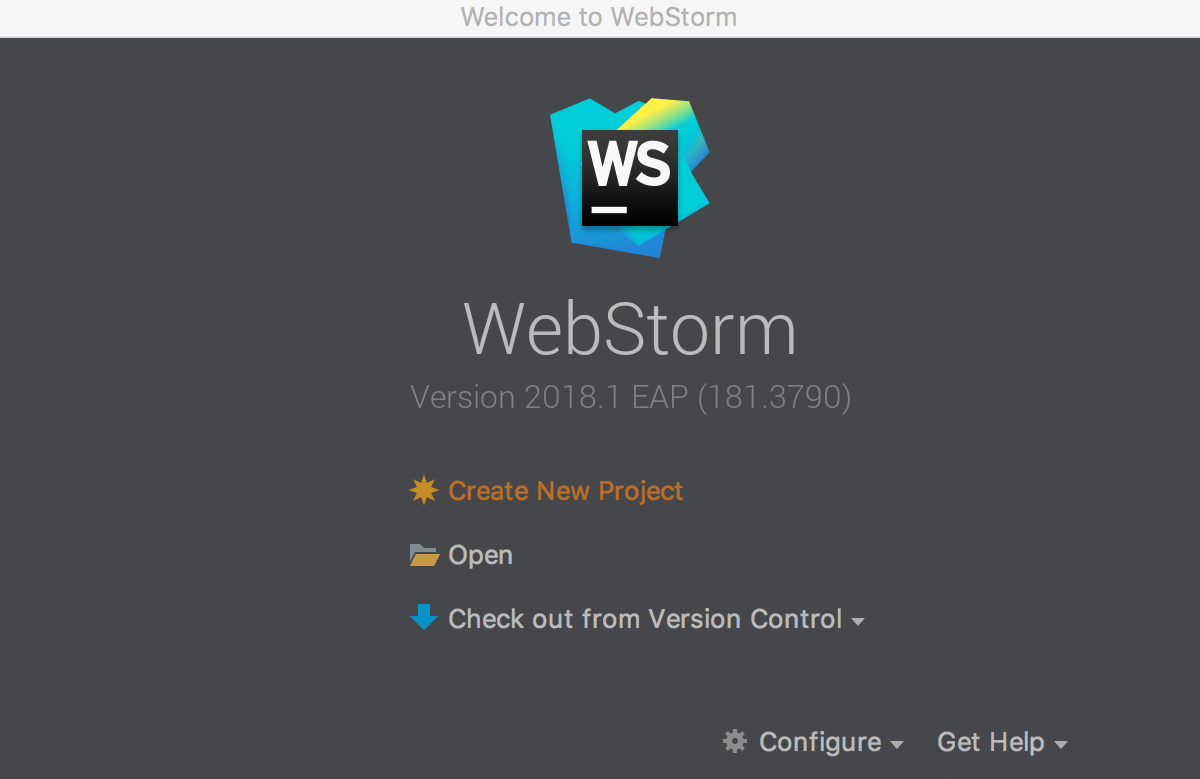 Welcome to WebStorm
WS
WebStorm
Version 2018.1 EAP (181.3790)
Create New Project
Open
Check out from Version Control
Configure Get Help